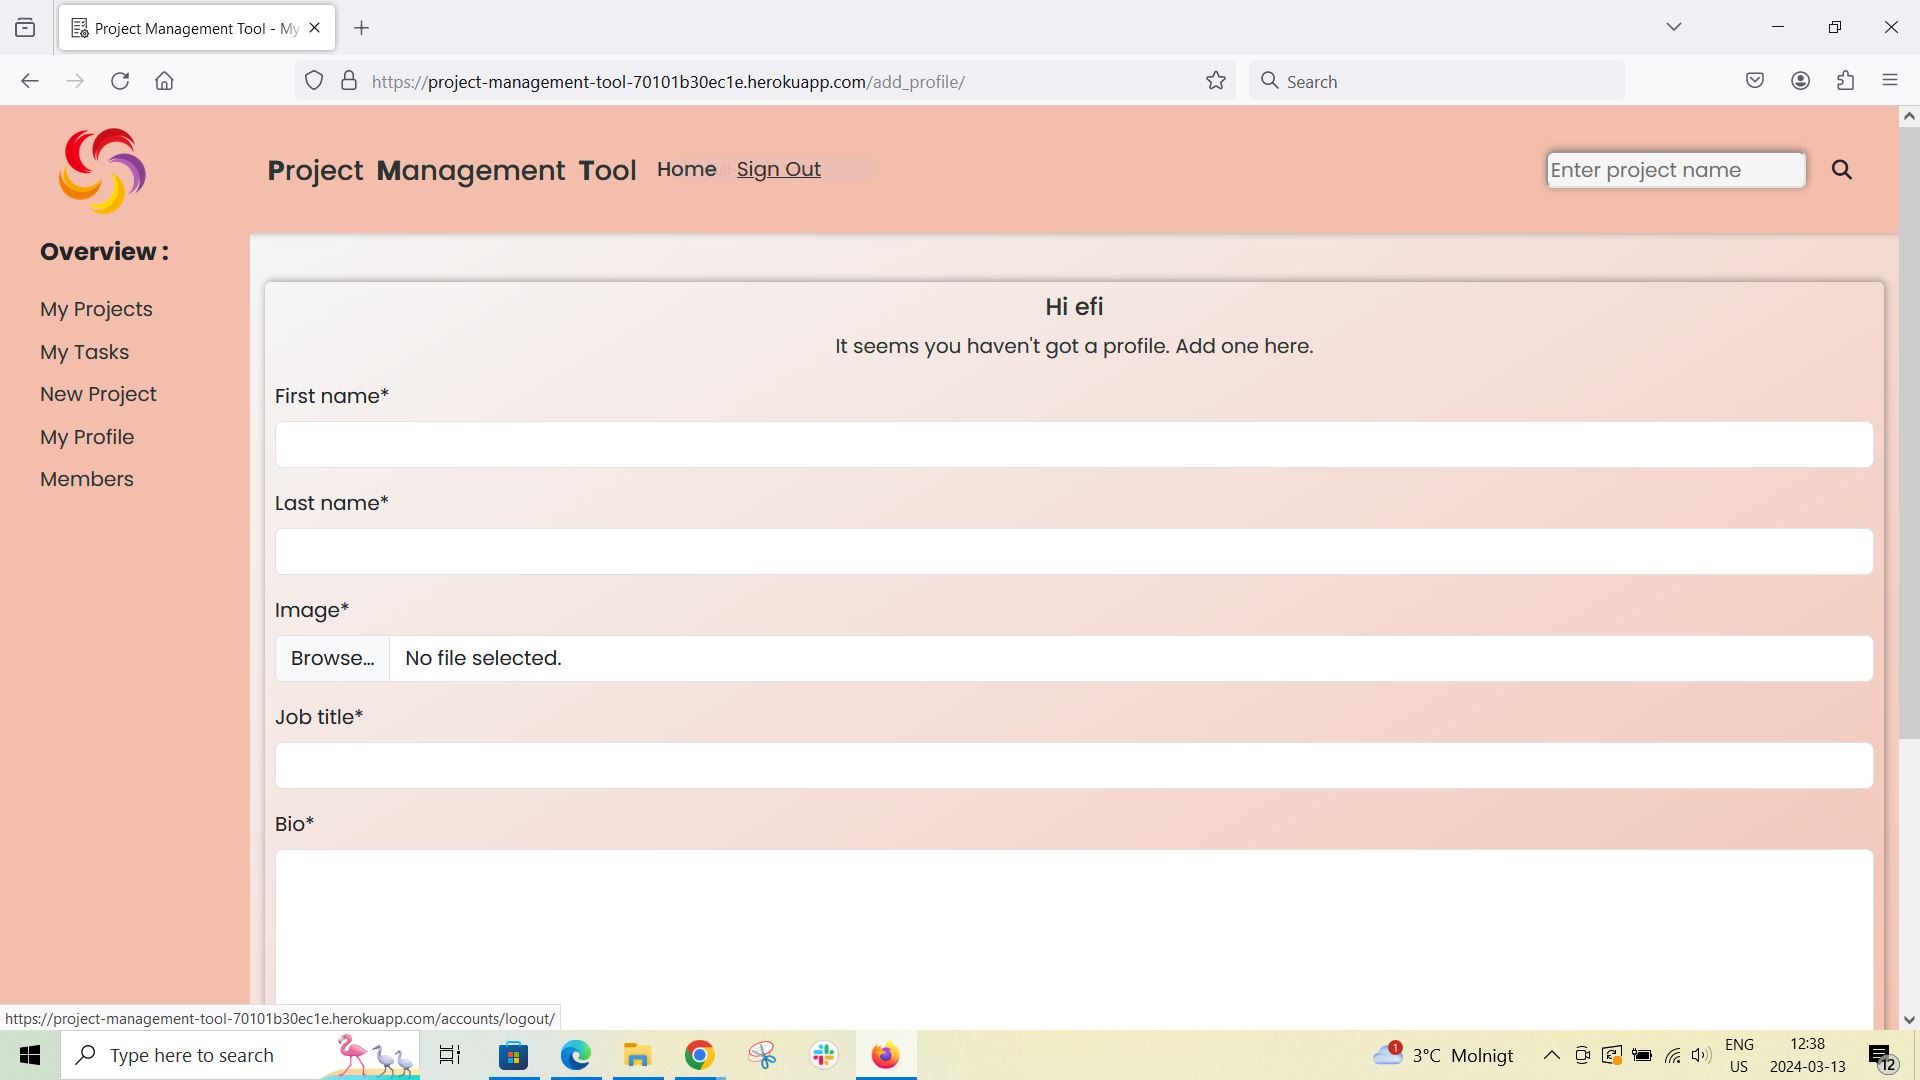 Project Management Tool - My
https://project-management-tool-70101b30ec1e.herokuapp.com/add_profile/
Search
Project Management Tool
Home
Sign Out
Enter project name
Overview :
My Projects
My Tasks
New Project
My Profile
Members
Hi efi
It seems you haven't got a profile. Add one here.
First name*
Last name*
Image*
Browse...
No file selected.
Job title*
Bio*
https://project-management-tool-70101b30ec1e.herokuapp.com/accounts/logout/
Type here to search
1
3°C Molnigt
ENG
US
12:38
2024-03-13
12